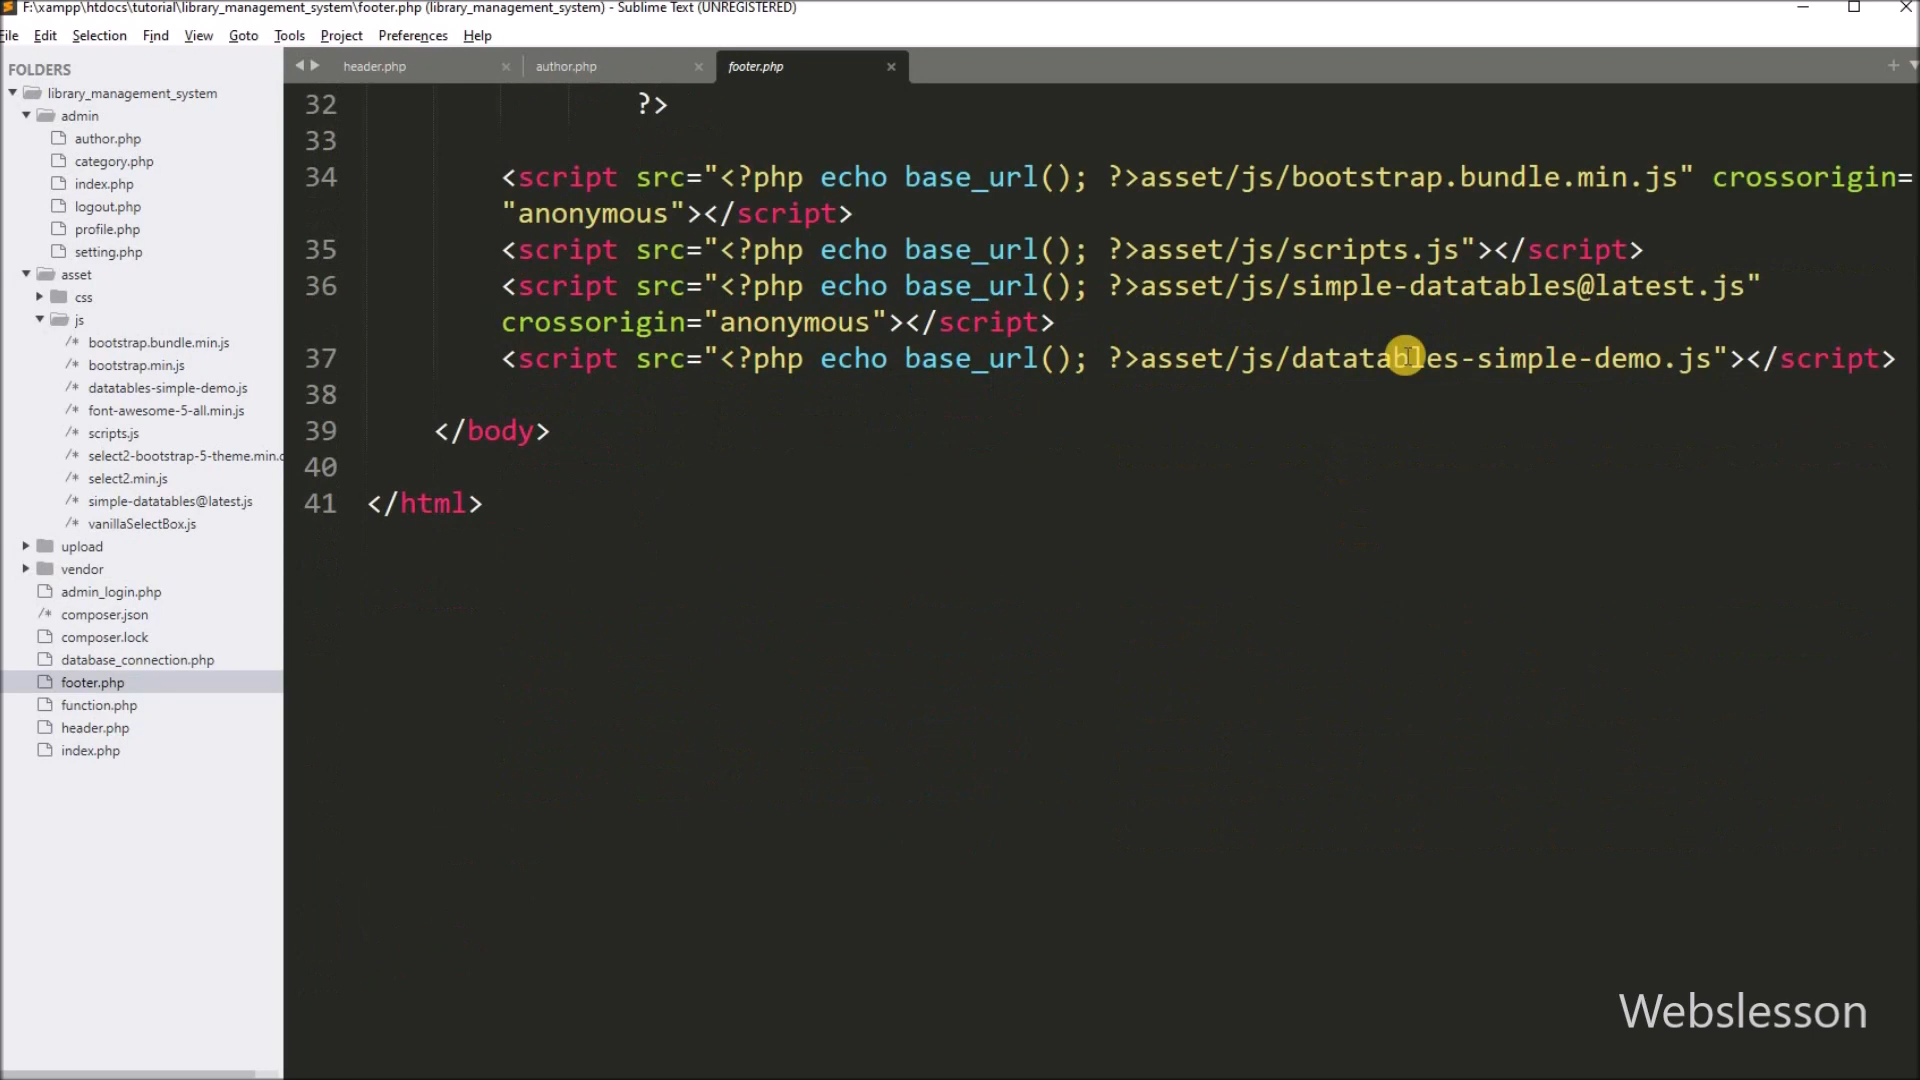 F:\xampp\htdocs\tutorial\library_management_system\footer.php (library_management_system) - Sublime Text (UNREGISTERED)
File Edit Selection Find View Goto Tools Project Preferences Help
FOLDERS
library_management_system
admin
author.php
category.php
index.php
logout.php
profile.php
setting.php
asset
css
js
/* bootstrap.bundle.min.js
/* bootstrap.min.js
/* datatables-simple-demo.js
/* font-awesome-5-all.min.js
/* scripts.js
/* select2-bootstrap-5-theme.min.c
/* select2.min.js
/* simple-datatables@latest.js
/* vanillaSelectBox.js
upload
vendor
admin_login.php
/* composer.json
composer.lock
database_connection.php
footer.php
function.php
header.php
index.php
header.php × author.php × footer.php ×
32 ?>
33
34 <script src="<?php echo base_url(); ?>asset/js/bootstrap.bundle.min.js" crossorigin=
"anonymous"></script>
35 <script src="<?php echo base_url(); ?>asset/js/scripts.js"></script>
36 <script src="<?php echo base_url(); ?>asset/js/simple-datatables@latest.js"
crossorigin="anonymous"></script>
37 <script src="<?php echo base_url(); ?>asset/js/datatables-simple-demo.js"></script>
38
39 </body>
40
41 </html>
Webslesson